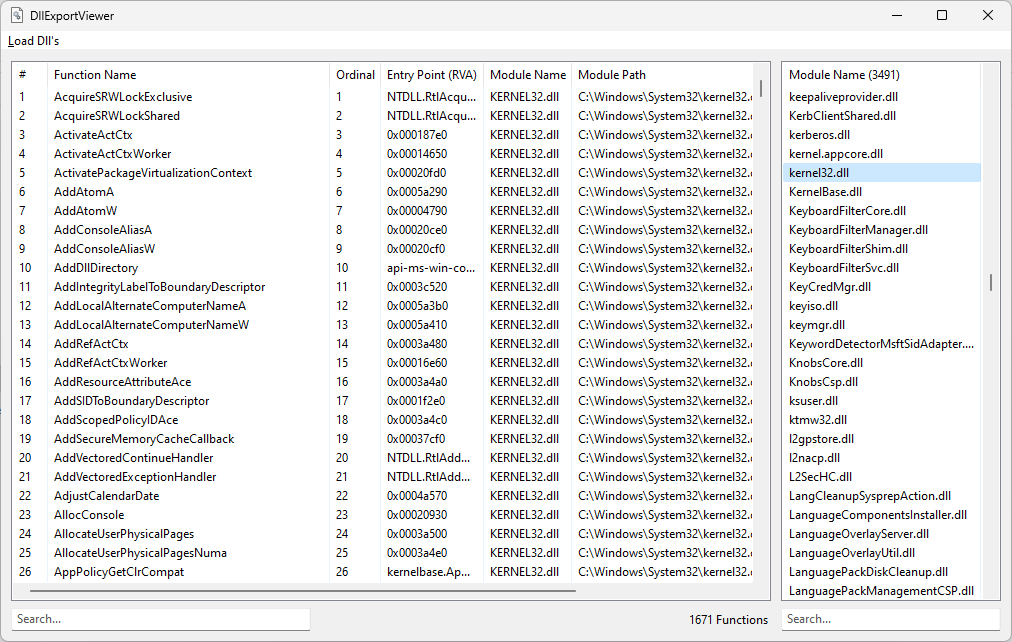 DllExportViewer
Load Dll's
# Function Name Ordinal Entry Point (RVA) Module Name Module Path
1 AcquireSRWLockExclusive 1 NTDLL.RtlAcqu... KERNEL32.dll C:\Windows\System32\kernel32.
2 AcquireSRWLockShared 2 NTDLL.RtlAcqu... KERNEL32.dll C:\Windows\System32\kernel32.
3 ActivateActCtx 3 0x000187e0 KERNEL32.dll C:\Windows\System32\kernel32.
4 ActivateActCtxWorker 4 0x00014650 KERNEL32.dll C:\Windows\System32\kernel32.
5 ActivatePackageVirtualizationContext 5 0x00020fd0 KERNEL32.dll C:\Windows\System32\kernel32.
6 AddAtomA 6 0x0005a290 KERNEL32.dll C:\Windows\System32\kernel32.
7 AddAtomW 7 0x00004790 KERNEL32.dll C:\Windows\System32\kernel32.
8 AddConsoleAliasA 8 0x00020ce0 KERNEL32.dll C:\Windows\System32\kernel32.
9 AddConsoleAliasW 9 0x00020cf0 KERNEL32.dll C:\Windows\System32\kernel32.
10 AddDllDirectory 10 api-ms-win-co... KERNEL32.dll C:\Windows\System32\kernel32.
11 AddIntegrityLabelToBoundaryDescriptor 11 0x0003c520 KERNEL32.dll C:\Windows\System32\kernel32.
12 AddLocalAlternateComputerNameA 12 0x0005a3b0 KERNEL32.dll C:\Windows\System32\kernel32.
13 AddLocalAlternateComputerNameW 13 0x0005a410 KERNEL32.dll C:\Windows\System32\kernel32.
14 AddRefActCtx 14 0x0003a480 KERNEL32.dll C:\Windows\System32\kernel32.
15 AddRefActCtxWorker 15 0x00016e60 KERNEL32.dll C:\Windows\System32\kernel32.
16 AddResourceAttributeAce 16 0x0003a4a0 KERNEL32.dll C:\Windows\System32\kernel32.
17 AddSIDToBoundaryDescriptor 17 0x0001f2e0 KERNEL32.dll C:\Windows\System32\kernel32.
18 AddScopedPolicyIDAce 18 0x0003a4c0 KERNEL32.dll C:\Windows\System32\kernel32.
19 AddSecureMemoryCacheCallback 19 0x00037cf0 KERNEL32.dll C:\Windows\System32\kernel32.
20 AddVectoredContinueHandler 20 NTDLL.RtlAdd... KERNEL32.dll C:\Windows\System32\kernel32.
21 AddVectoredExceptionHandler 21 NTDLL.RtlAdd... KERNEL32.dll C:\Windows\System32\kernel32.
22 AdjustCalendarDate 22 0x0004a570 KERNEL32.dll C:\Windows\System32\kernel32.
23 AllocConsole 23 0x00020930 KERNEL32.dll C:\Windows\System32\kernel32.
24 AllocateUserPhysicalPages 24 0x0003a500 KERNEL32.dll C:\Windows\System32\kernel32.
25 AllocateUserPhysicalPagesNuma 25 0x0003a4e0 KERNEL32.dll C:\Windows\System32\kernel32.
26 AppPolicyGetClrCompat 26 kernelbase.Ap... KERNEL32.dll C:\Windows\System32\kernel32.
Search...
1671 Functions
Module Name (3491)
keepaliveprovider.dll
KerbClientShared.dll
kerberos.dll
kernel.appcore.dll
kernel32.dll
KernelBase.dll
KeyboardFilterCore.dll
KeyboardFilterManager.dll
KeyboardFilterShim.dll
KeyboardFilterSvc.dll
KeyCredMgr.dll
keyiso.dll
keymgr.dll
KeywordDetectorMsftSidAdapter....
KnobsCore.dll
KnobsCsp.dll
ksuser.dll
ktmw32.dll
l2gpstore.dll
l2nacp.dll
L2SecHC.dll
LangCleanupSysprepAction.dll
LanguageComponentsInstaller.dll
LanguageOverlayServer.dll
LanguageOverlayUtil.dll
LanguagePackDiskCleanup.dll
LanguagePackManagementCSP.dll
Search...